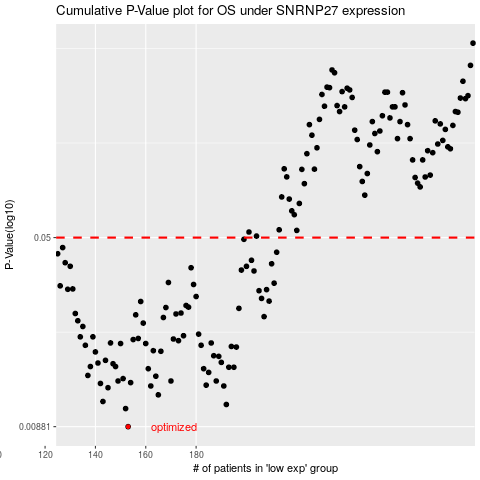 Cumulative P-Value plot for OS under SNRNP27 expression
P-Value(log10)
0.05
0.00881
optimized
0 120 140 160 180
# of patients in 'low exp' group